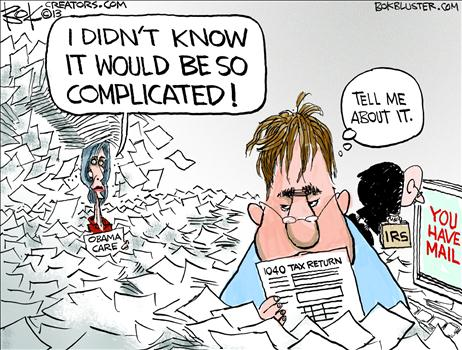 BOK
CREATORS.COM
©13
BOKBLUSTER.COM
I DIDN'T KNOW
IT WOULD BE SO
COMPLICATED!
TELL ME
ABOUT IT.
OBAMA
CARE
IRS
YOU
HAVE
MAIL
1040 TAX RETURN